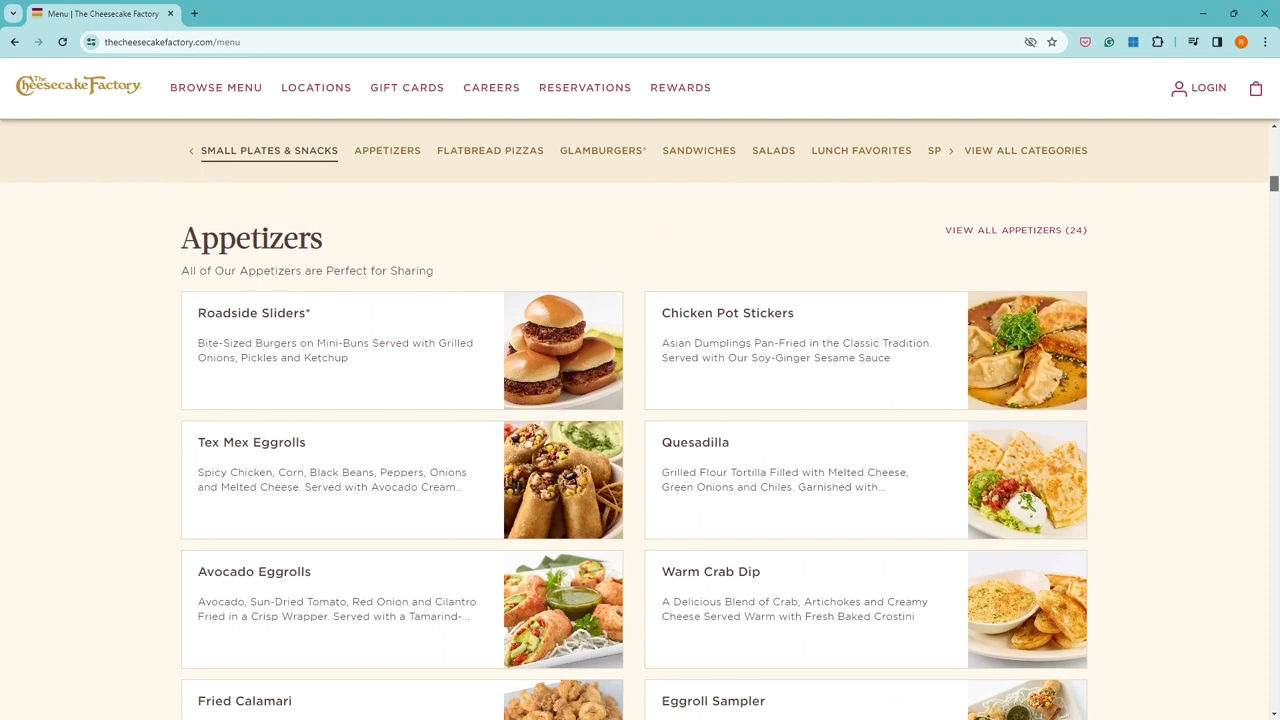 Menu | The Cheesecake Factory
thecheesecakefactory.com/menu
R
The Cheesecake Factory
BROWSE MENU LOCATIONS GIFT CARDS CAREERS RESERVATIONS REWARDS LOGIN
SMALL PLATES & SNACKS APPETIZERS FLATBREAD PIZZAS GLAMBURGERS® SANDWICHES SALADS LUNCH FAVORITES SP VIEW ALL CATEGORIES
Appetizers
VIEW ALL APPETIZERS (24)
All of Our Appetizers are Perfect for Sharing
Roadside Sliders*
Bite-Sized Burgers on Mini-Buns Served with Grilled
Onions, Pickles and Ketchup
Chicken Pot Stickers
Asian Dumplings Pan-Fried in the Classic Tradition.
Served with Our Soy-Ginger Sesame Sauce
Tex Mex Eggrolls
Spicy Chicken, Corn, Black Beans, Peppers, Onions
and Melted Cheese. Served with Avocado Cream...
Quesadilla
Grilled Flour Tortilla Filled with Melted Cheese,
Green Onions and Chiles. Garnished with...
Avocado Eggrolls
Avocado, Sun-Dried Tomato, Red Onion and Cilantro
Fried in a Crisp Wrapper. Served with a Tamarind-...
Warm Crab Dip
A Delicious Blend of Crab, Artichokes and Creamy
Cheese Served Warm with Fresh Baked Crostini
Fried Calamari
Eggroll Sampler